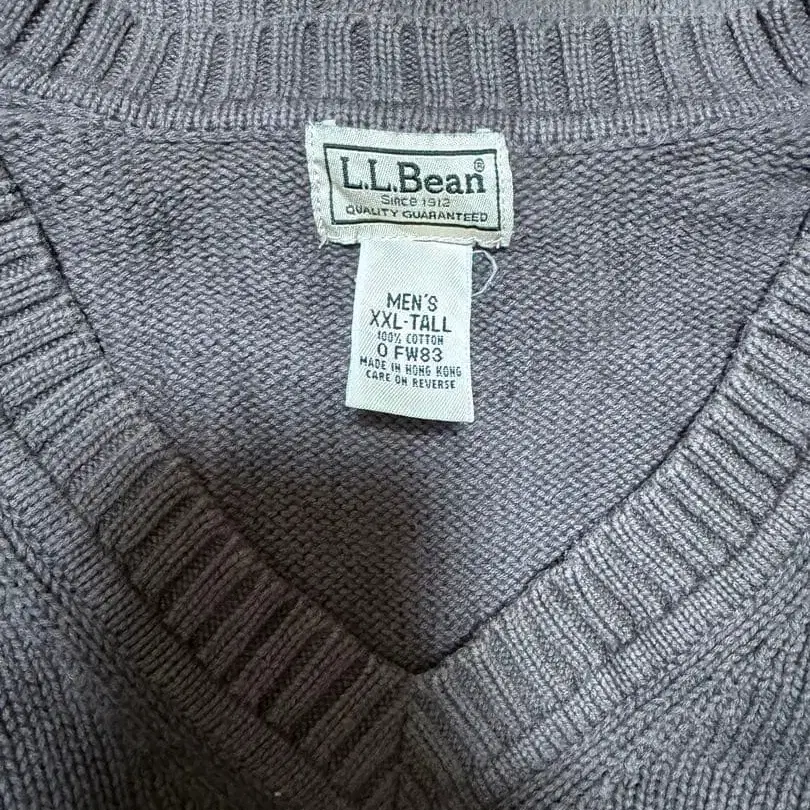 L.L.Bean®
Since 1912
QUALITY GUARANTEED
MEN'S
XXL-TALL
100% COTTON
0 FW83
MADE IN HONG KONG
CARE ON REVERSE